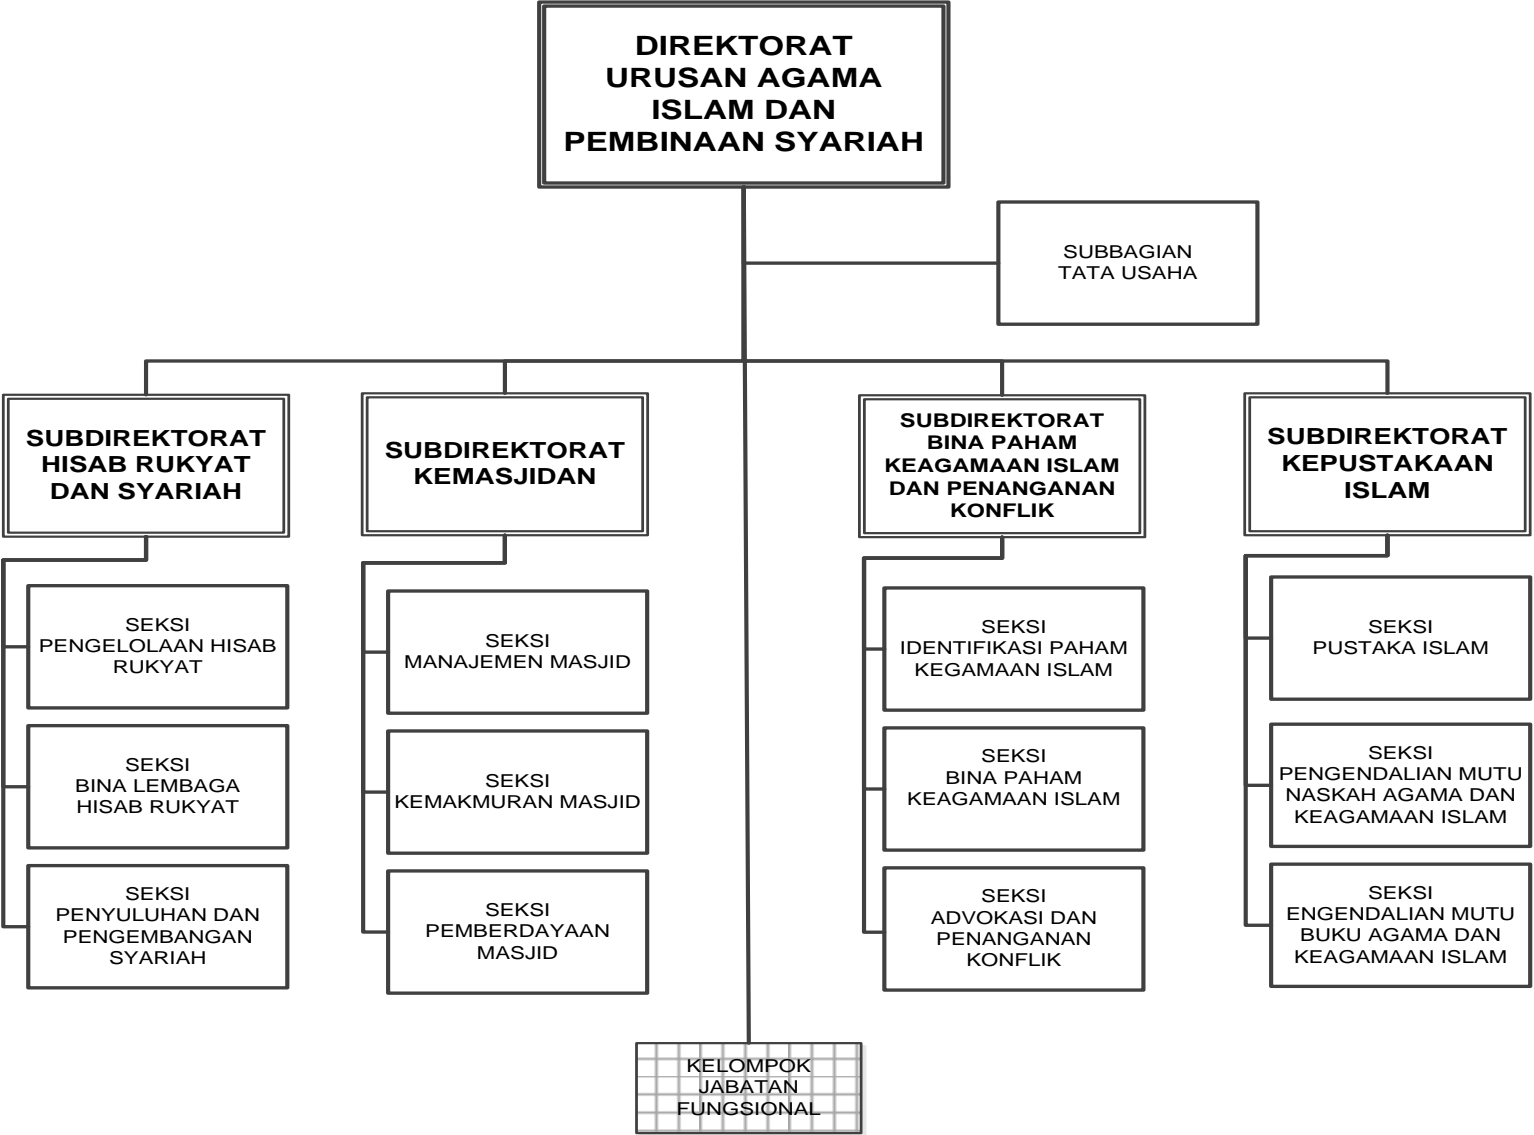 DIREKTORAT
URUSAN AGAMA
ISLAM DAN
PEMBINAAN SYARIAH
SUBBAGIAN
TATA USAHA
SUBDIREKTORAT
HISAB RUKYAT
DAN SYARIAH
SUBDIREKTORAT
KEMASJIDAN
SUBDIREKTORAT
BINA PAHAM
KEAGAMAAN ISLAM
DAN PENANGANAN
KONFLIK
SUBDIREKTORAT
KEPUSTAKAAN
ISLAM
SEKSI
PENGELOLAAN HISAB
RUKYAT
SEKSI
MANAJEMEN MASJID
SEKSI
IDENTIFIKASI PAHAM
KEGAMAAN ISLAM
SEKSI
PUSTAKA ISLAM
SEKSI
BINA LEMBAGA
HISAB RUKYAT
SEKSI
KEMAKMURAN MASJID
SEKSI
BINA PAHAM
KEAGAMAAN ISLAM
SEKSI
PENGENDALIAN MUTU
NASKAH AGAMA DAN
KEAGAMAAN ISLAM
SEKSI
PENYULUHAN DAN
PENGEMBANGAN
SYARIAH
SEKSI
PEMBERDAYAAN
MASJID
SEKSI
ADVOKASI DAN
PENANGANAN
KONFLIK
SEKSI
ENGENDALIAN MUTU
BUKU AGAMA DAN
KEAGAMAAN ISLAM
KELOMPOK
JABATAN
FUNGSIONAL